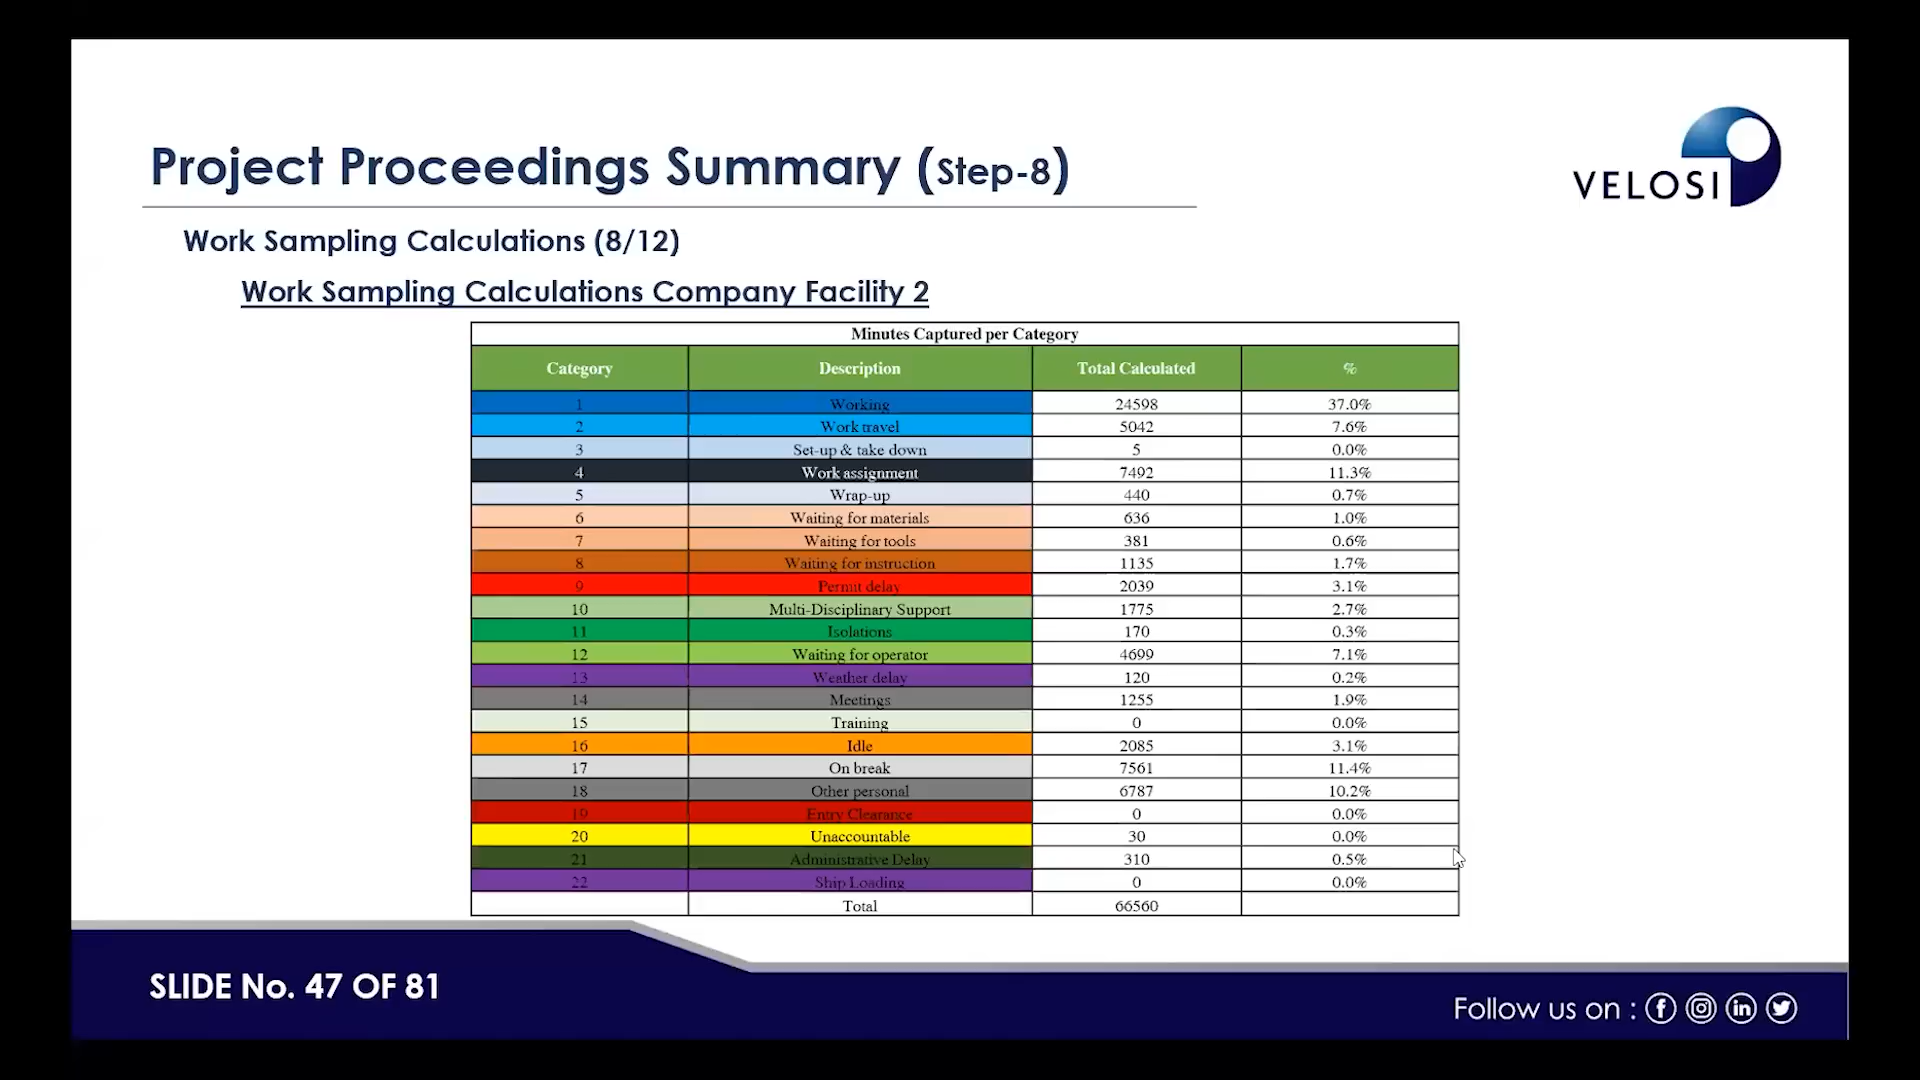 Project Proceedings Summary (Step-8)
VELOSI
Work Sampling Calculations (8/12)
Work Sampling Calculations Company Facility 2
Minutes Captured per Category
Category Description Total Calculated %
1 Working 24598 37.0%
2 Work travel 5042 7.6%
3 Set-up & take down 5 0.0%
4 Work assignment 7492 11.3%
5 Wrap-up 440 0.7%
6 Waiting for materials 636 1.0%
7 Waiting for tools 381 0.6%
8 Waiting for instruction 1135 1.7%
9 Permit delay 2039 3.1%
10 Multi-Disciplinary Support 1775 2.7%
11 Isolations 170 0.3%
12 Waiting for operator 4699 7.1%
13 Weather delay 120 0.2%
14 Meetings 1255 1.9%
15 Training 0 0.0%
16 Idle 2085 3.1%
17 On break 7561 11.4%
18 Other personal 6787 10.2%
19 Entry Clearance 0 0.0%
20 Unaccountable 30 0.0%
21 Administrative Delay 310 0.5%
22 Ship Loading 0 0.0%
Total 66560
SLIDE No. 47 OF 81
Follow us on :